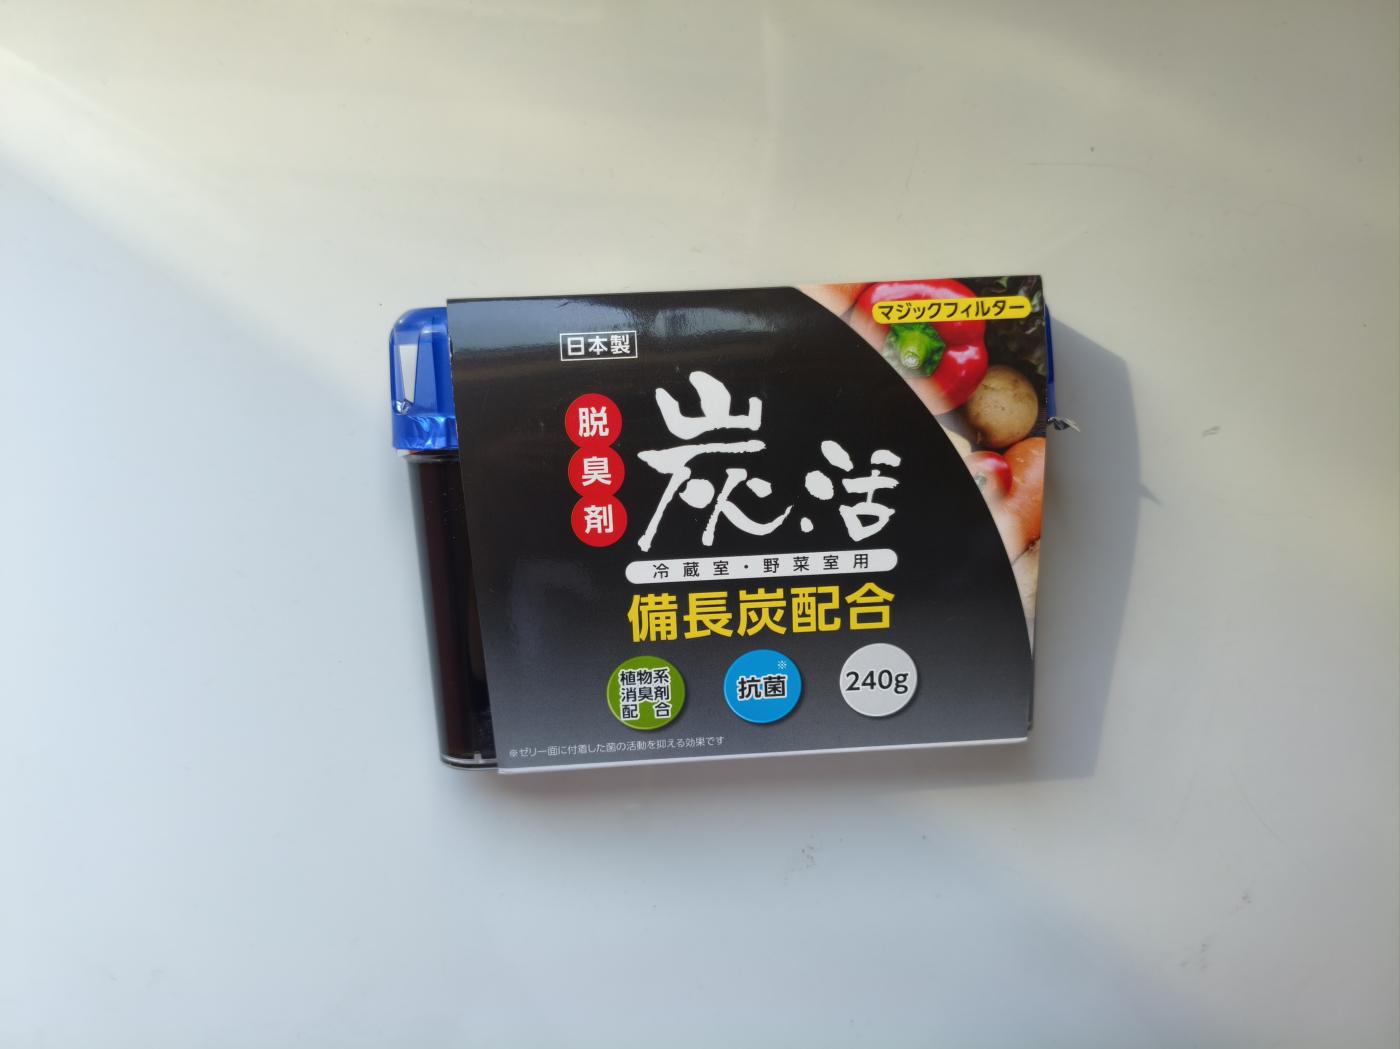 マジックフィルター
日本製
脱臭剤
炭活
冷蔵室・野菜室用
備長炭配合
植物系
消臭剤
配合
※
抗菌
240g
※ゼリー面に付着した菌の活動を抑える効果です